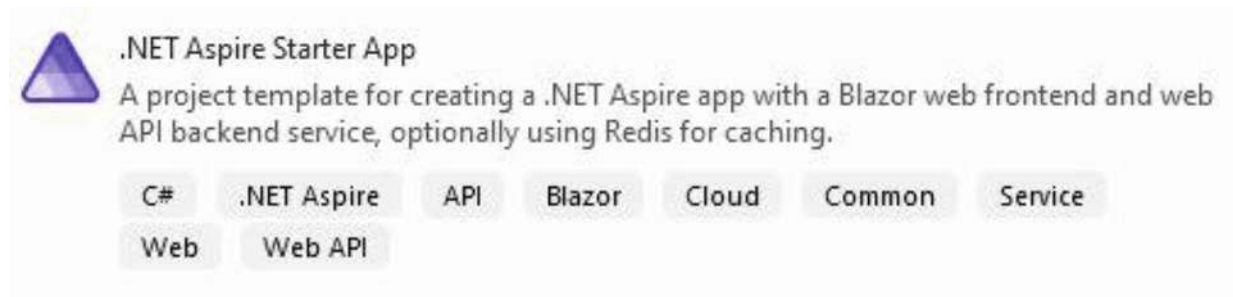 .NET Aspire Starter App
A project template for creating a .NET Aspire app with a Blazor web frontend and web
API backend service, optionally using Redis for caching.
C# .NET Aspire API Blazor Cloud Common Service
Web Web API